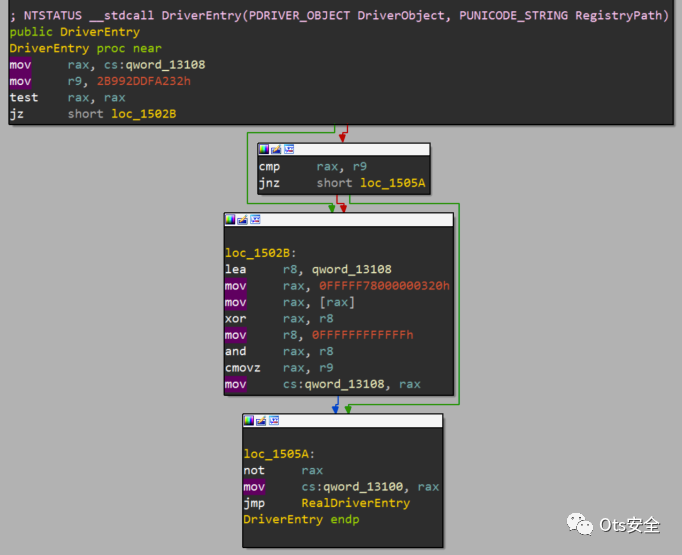 ; NTSTATUS __stdcall DriverEntry(PDRIVER_OBJECT DriverObject, PUNICODE_STRING RegistryPath)
public DriverEntry
DriverEntry proc near
mov rax, cs:qword_13108
mov r9, 2B992DDFA232h
test rax, rax
jz short loc_1502B
cmp rax, r9
jnz short loc_1505A
loc_1502B:
lea r8, qword_13108
mov rax, 0FFFFF78000000320h
mov rax, [rax]
xor rax, r8
mov r8, 0FFFFFFFFFFFFh
and rax, r8
cmovz rax, r9
mov cs:qword_13108, rax
loc_1505A:
not rax
mov cs:qword_13100, rax
jmp RealDriverEntry
DriverEntry endp
Ots安全